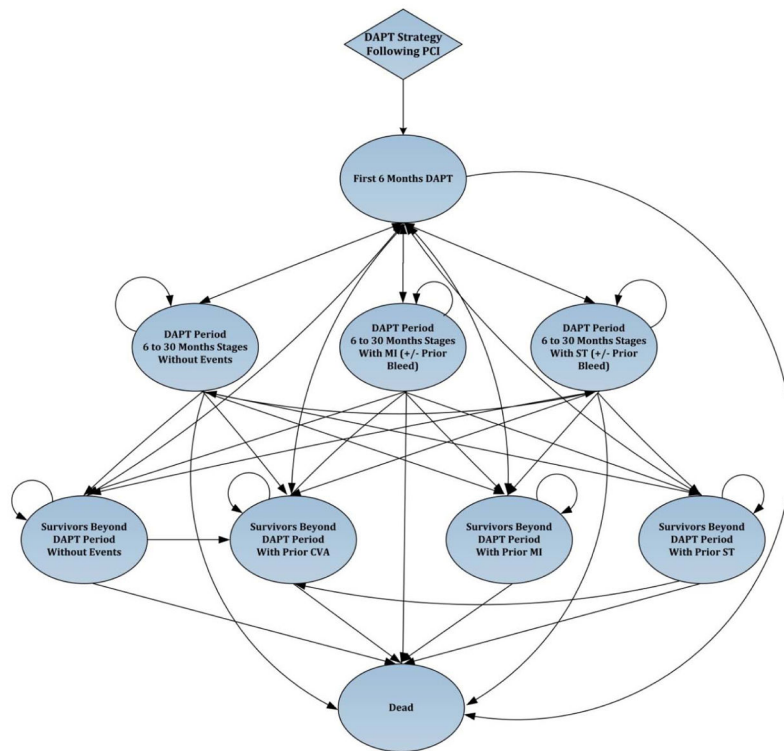 DAPT Strategy
Following PCI
First 6 Months DAPT
DAPT Period
6 to 30 Months Stages
Without Events
DAPT Period
6 to 30 Months Stages
With MI (+/- Prior
Bleed)
DAPT Period
6 to 30 Months Stages
With ST (+/- Prior
Bleed)
Survivors Beyond
DAPT Period
Without Events
Survivors Beyond
DAPT Period
With Prior CVA
Survivors Beyond
DAPT Period
With Prior MI
Survivors Beyond
DAPT Period
With Prior ST
Dead